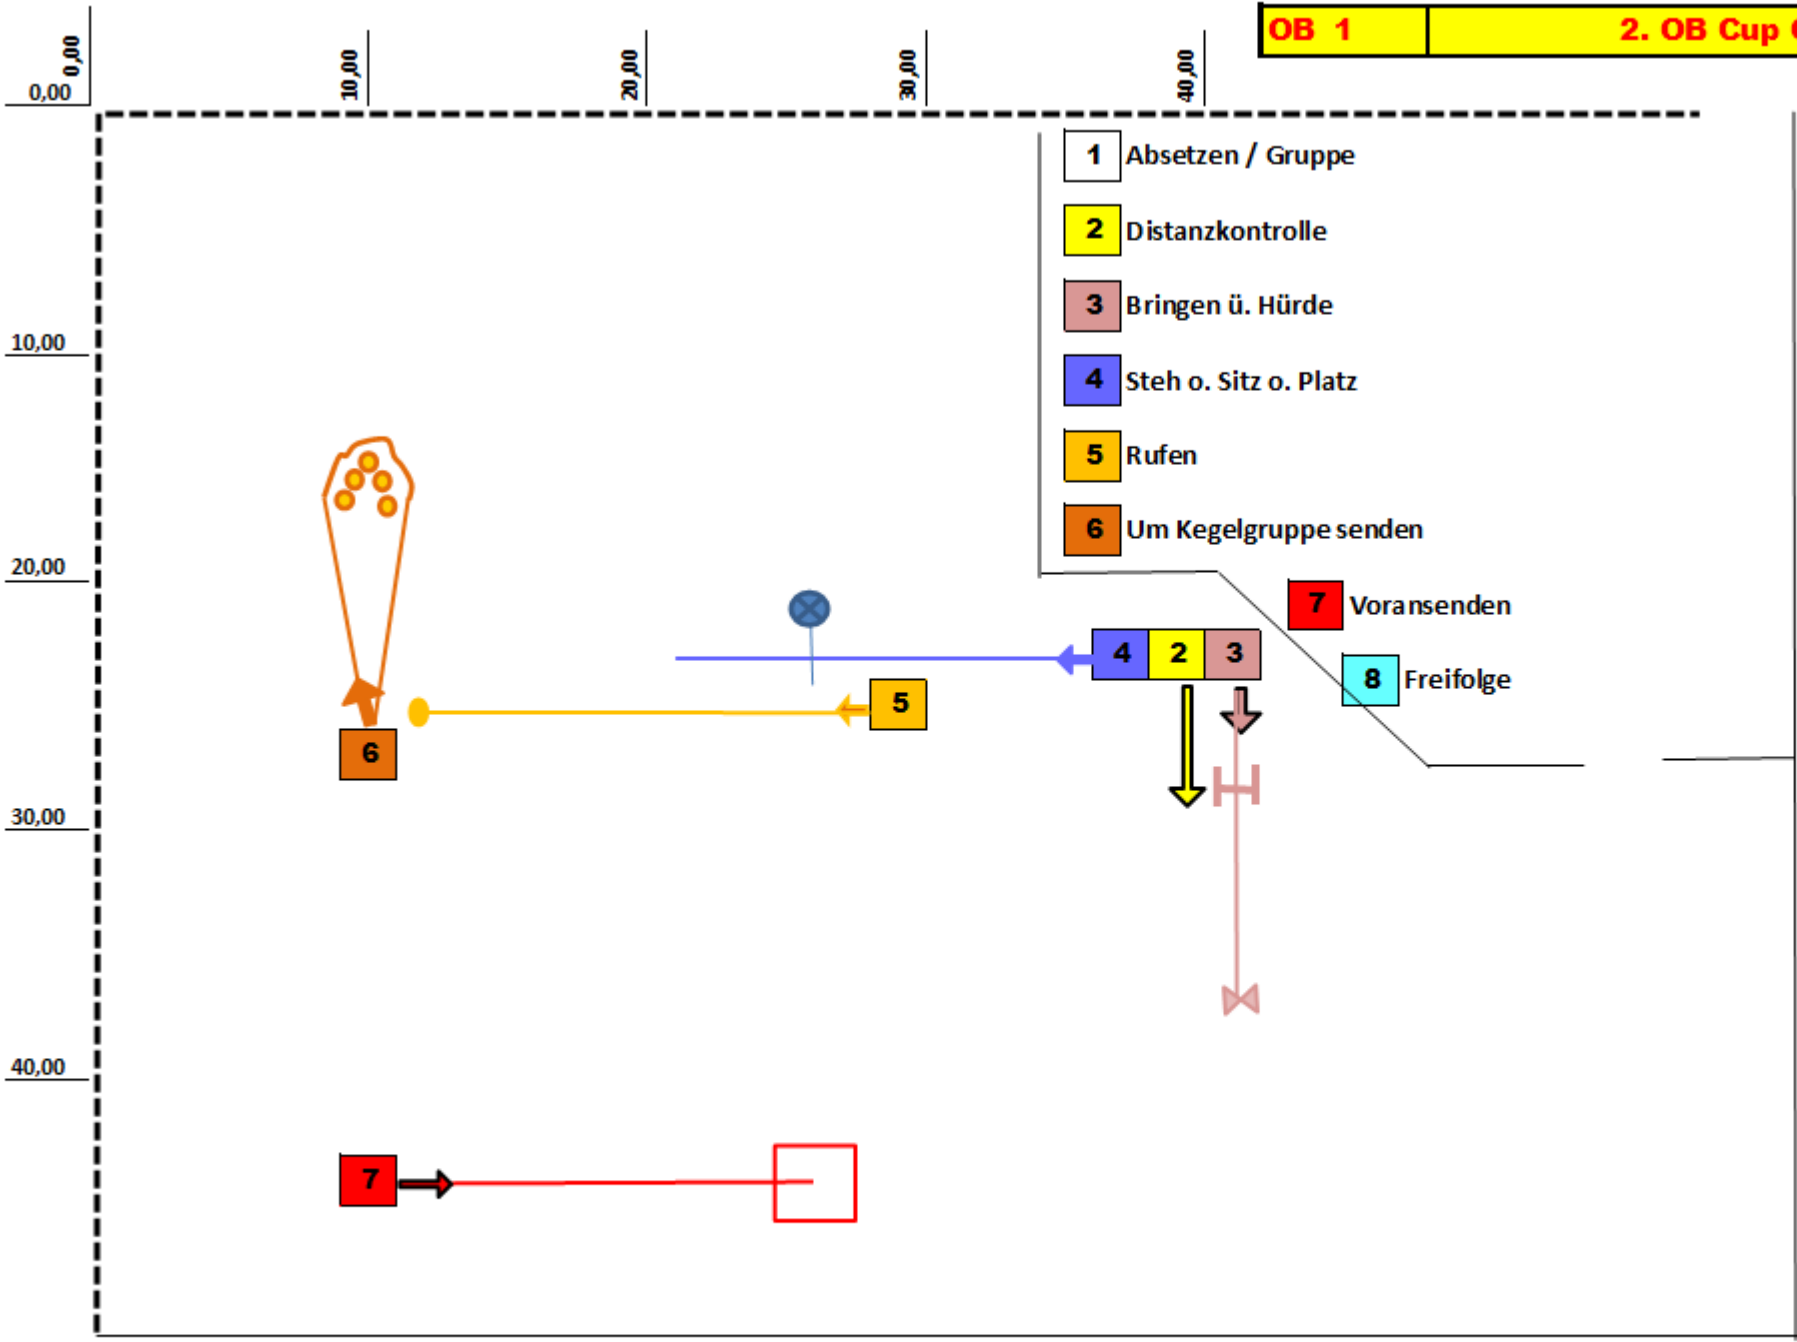 OB 1 2. OB Cup
0,00 10,00 20,00 30,00 40,00
0,00
1 Absetzen / Gruppe
2 Distanzkontrolle
3 Bringen ü. Hürde
10,00
4 Steh o. Sitz o. Platz
5 Rufen
6 Um Kegelgruppe senden
20,00
7 Voransenden
4 2 3
8 Freifolge
5
6
30,00
40,00
7